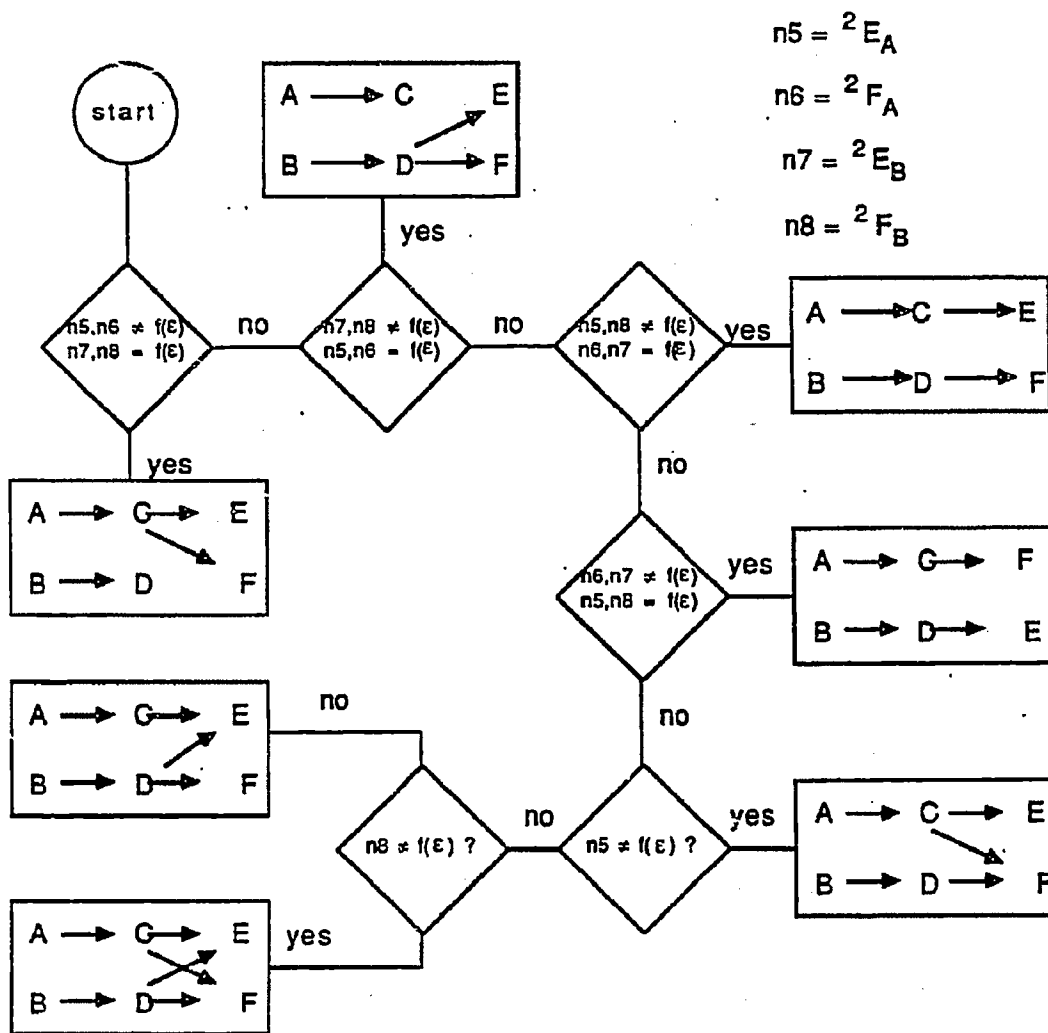 n5 = ²E_A
n6 = ²F_A
n7 = ²E_B
n8 = ²F_B
start
A C E
B D F
yes
n5,n6 ≠ f(ε)
n7,n8 = f(ε)
no
n7,n8 ≠ f(ε)
n5,n6 = f(ε)
no
n5,n8 ≠ f(ε)
n6,n7 = f(ε)
yes
A C E
B D F
yes
no
A C E
B D F
n6,n7 ≠ f(ε)
n5,n8 = f(ε)
yes
A C F
B D E
no
no
A C E
B D F
n8 ≠ f(ε) ?
no
n5 ≠ f(ε) ?
yes
A C E
B D F
yes
A C E
B D F